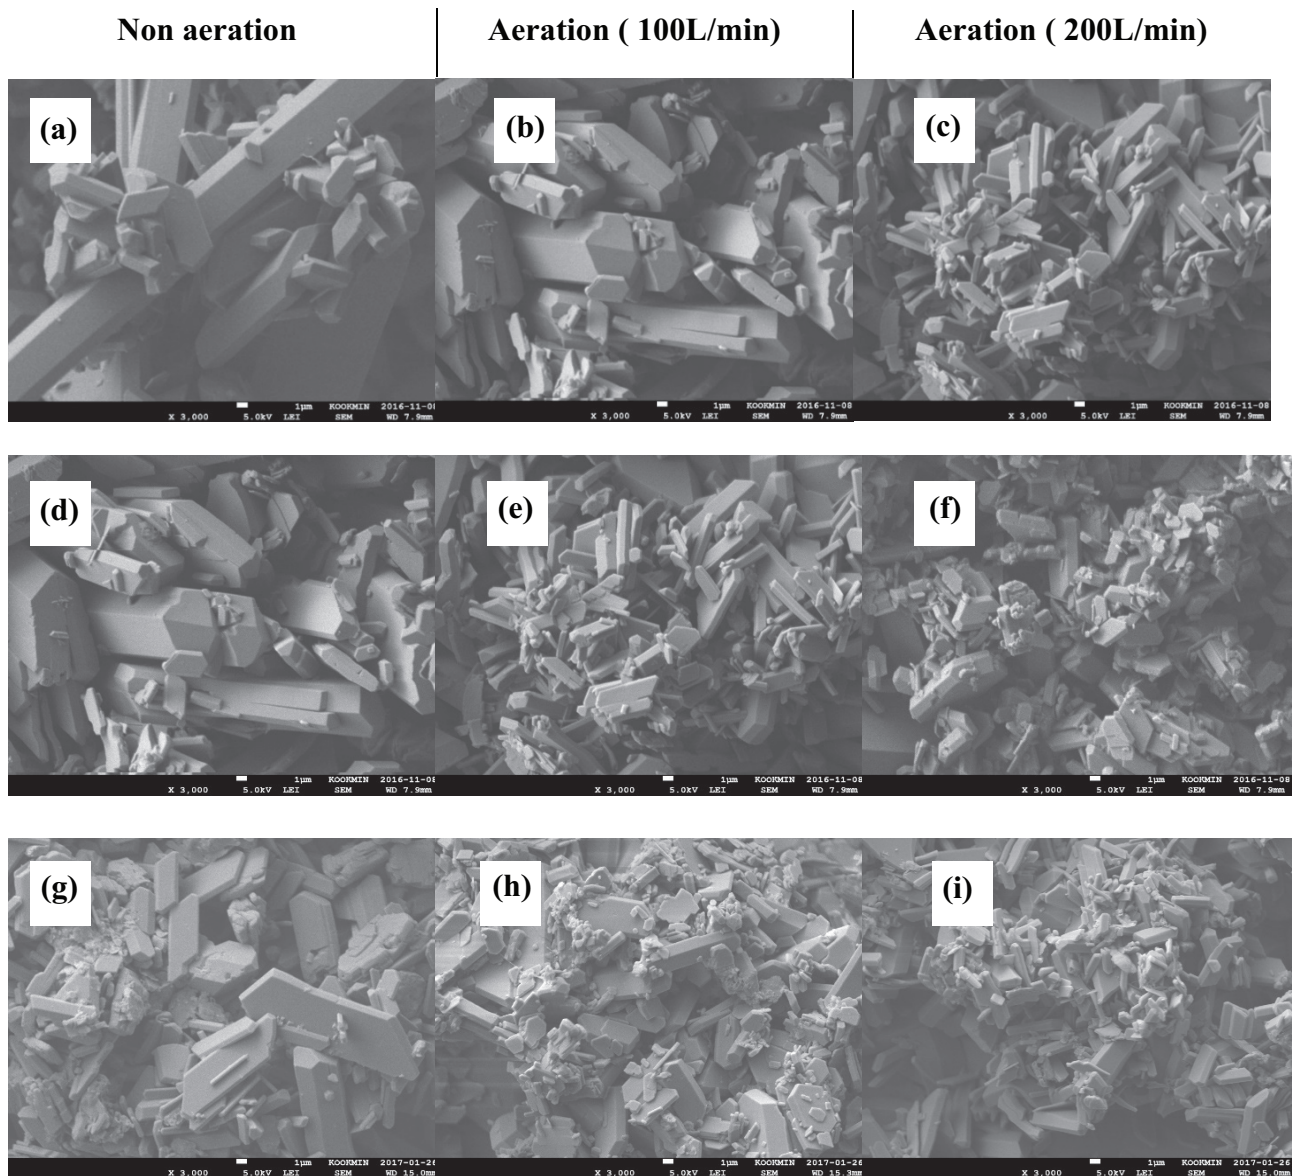 Non aeration
Aeration ( 100L/min)
Aeration ( 200L/min)
(a)
(b)
(c)
X 3,000 5.0kV LEI 1μm SEM KOOKMIN WD 7.9mm 2016-11-08
X 3,000 5.0kV LEI 1μm SEM KOOKMIN WD 7.9mm 2016-11-08
X 3,000 5.0kV LEI 1μm SEM KOOKMIN WD 7.9mm 2016-11-08
(d)
(e)
(f)
X 3,000 5.0kV LEI 1μm SEM KOOKMIN WD 7.9mm 2016-11-08
X 3,000 5.0kV LEI 1μm SEM KOOKMIN WD 7.9mm 2016-11-08
X 3,000 5.0kV LEI 1μm SEM KOOKMIN WD 7.9mm 2016-11-08
(g)
(h)
(i)
X 3,000 5.0kV LEI 1μm SEM KOOKMIN WD 15.0mm 2017-01-26
X 3,000 5.0kV LEI 1μm SEM KOOKMIN WD 15.3mm 2017-01-26
X 3,000 5.0kV LEI 1μm SEM KOOKMIN WD 15.0mm 2017-01-26